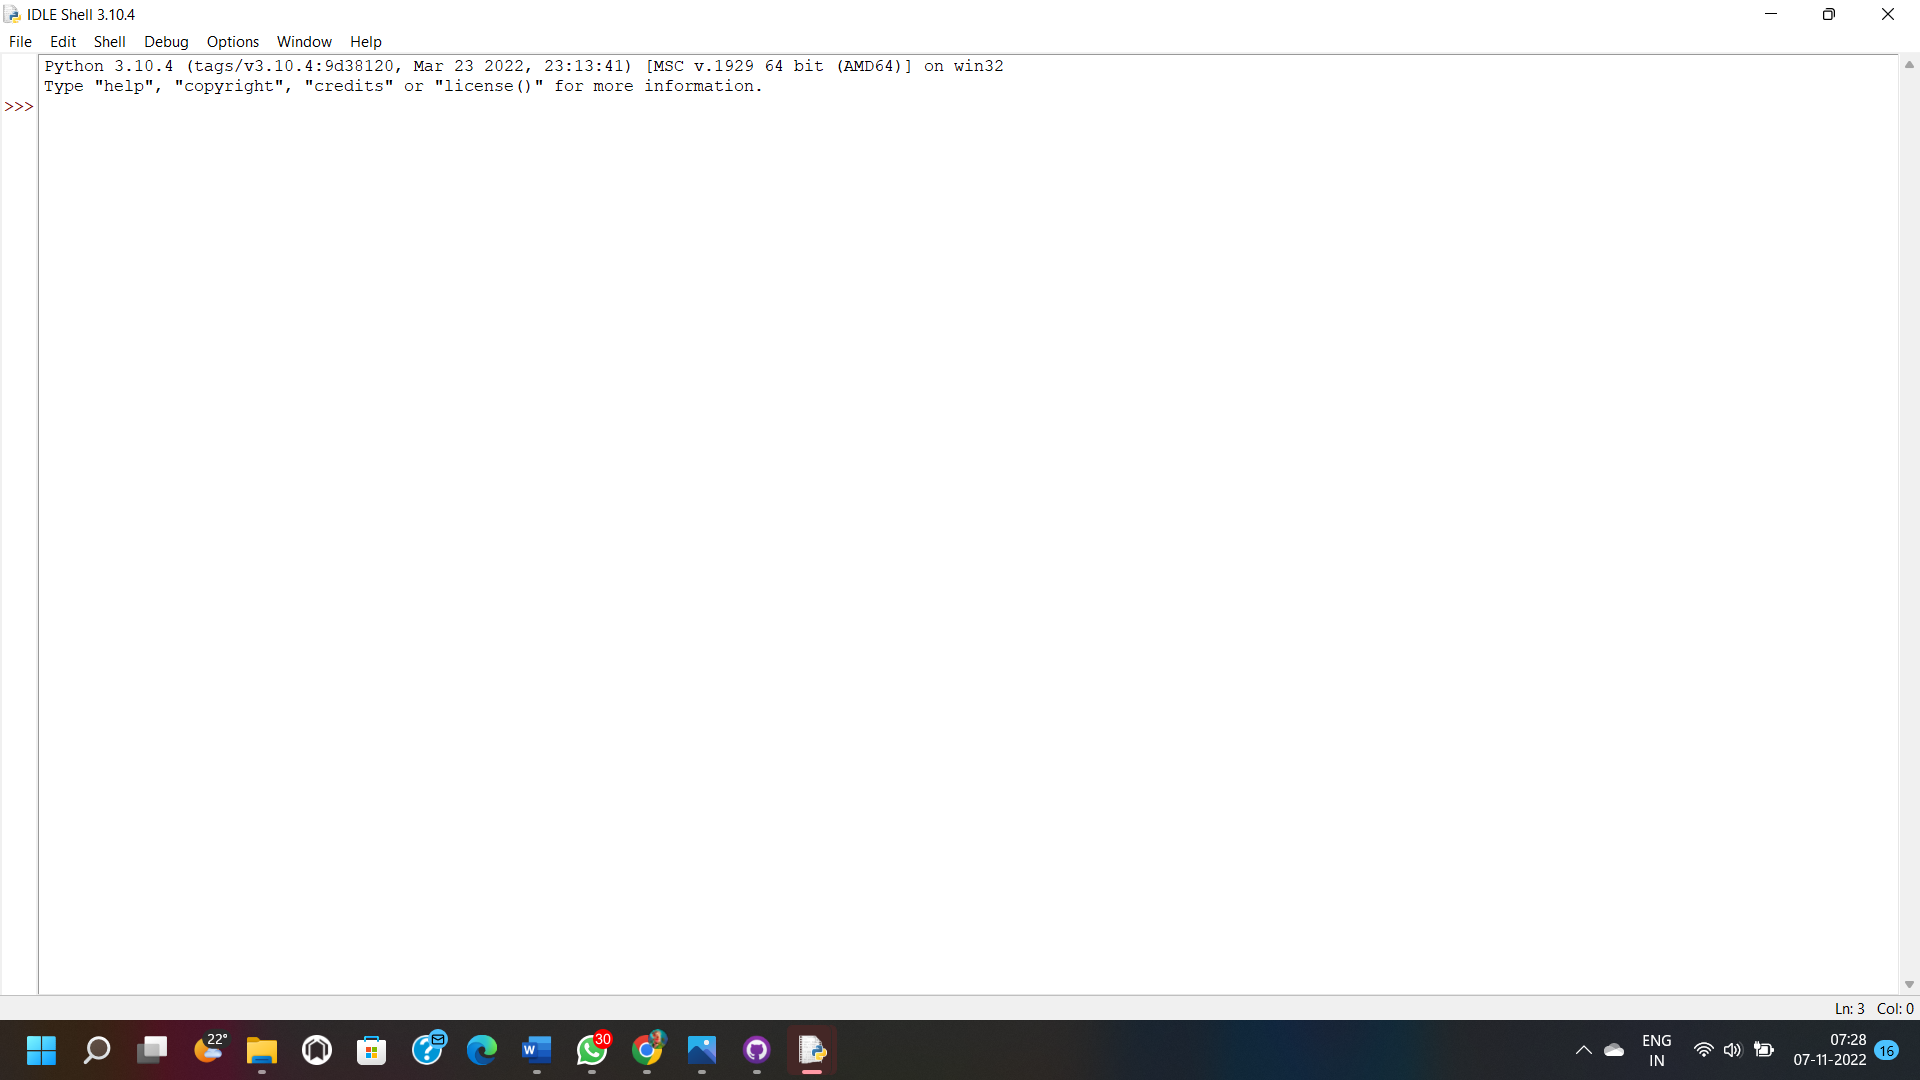 IDLE Shell 3.10.4
File Edit Shell Debug Options Window Help
Python 3.10.4 (tags/v3.10.4:9d38120, Mar 23 2022, 23:13:41) [MSC v.1929 64 bit (AMD64)] on win32
Type "help", "copyright", "credits" or "license()" for more information.
>>>
Ln: 3 Col: 0
22°
W
30
ENG
IN
07:28
07-11-2022
16